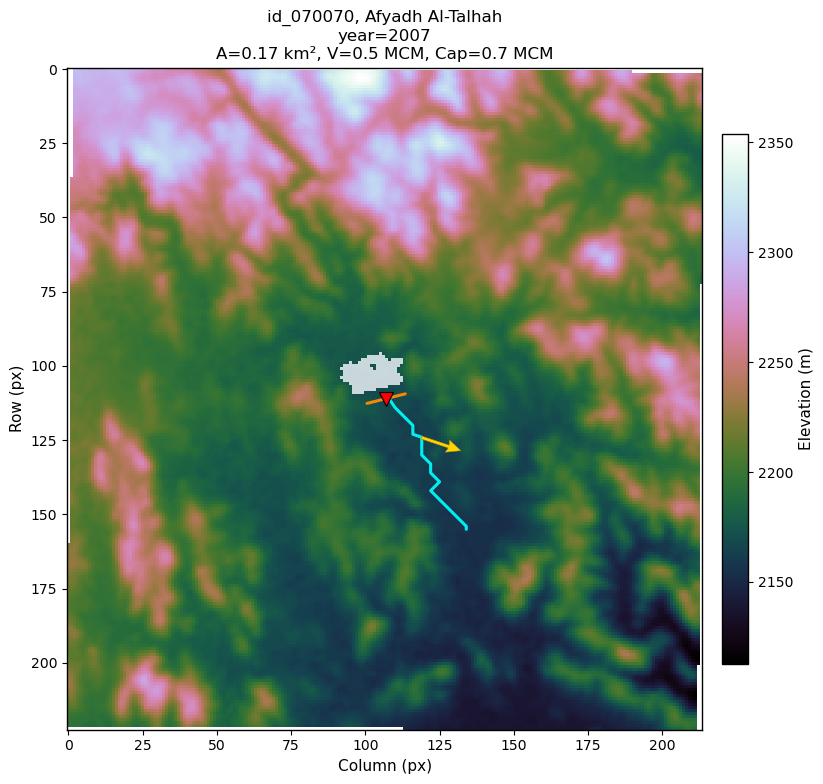 id_070070, Afyadh Al-Talhah
year=2007
A=0.17 km², V=0.5 MCM, Cap=0.7 MCM
0
25
50
75
100
125
150
175
200
Row (px)
0 25 50 75 100 125 150 175 200
Column (px)
2350
2300
2250
2200
2150
Elevation (m)